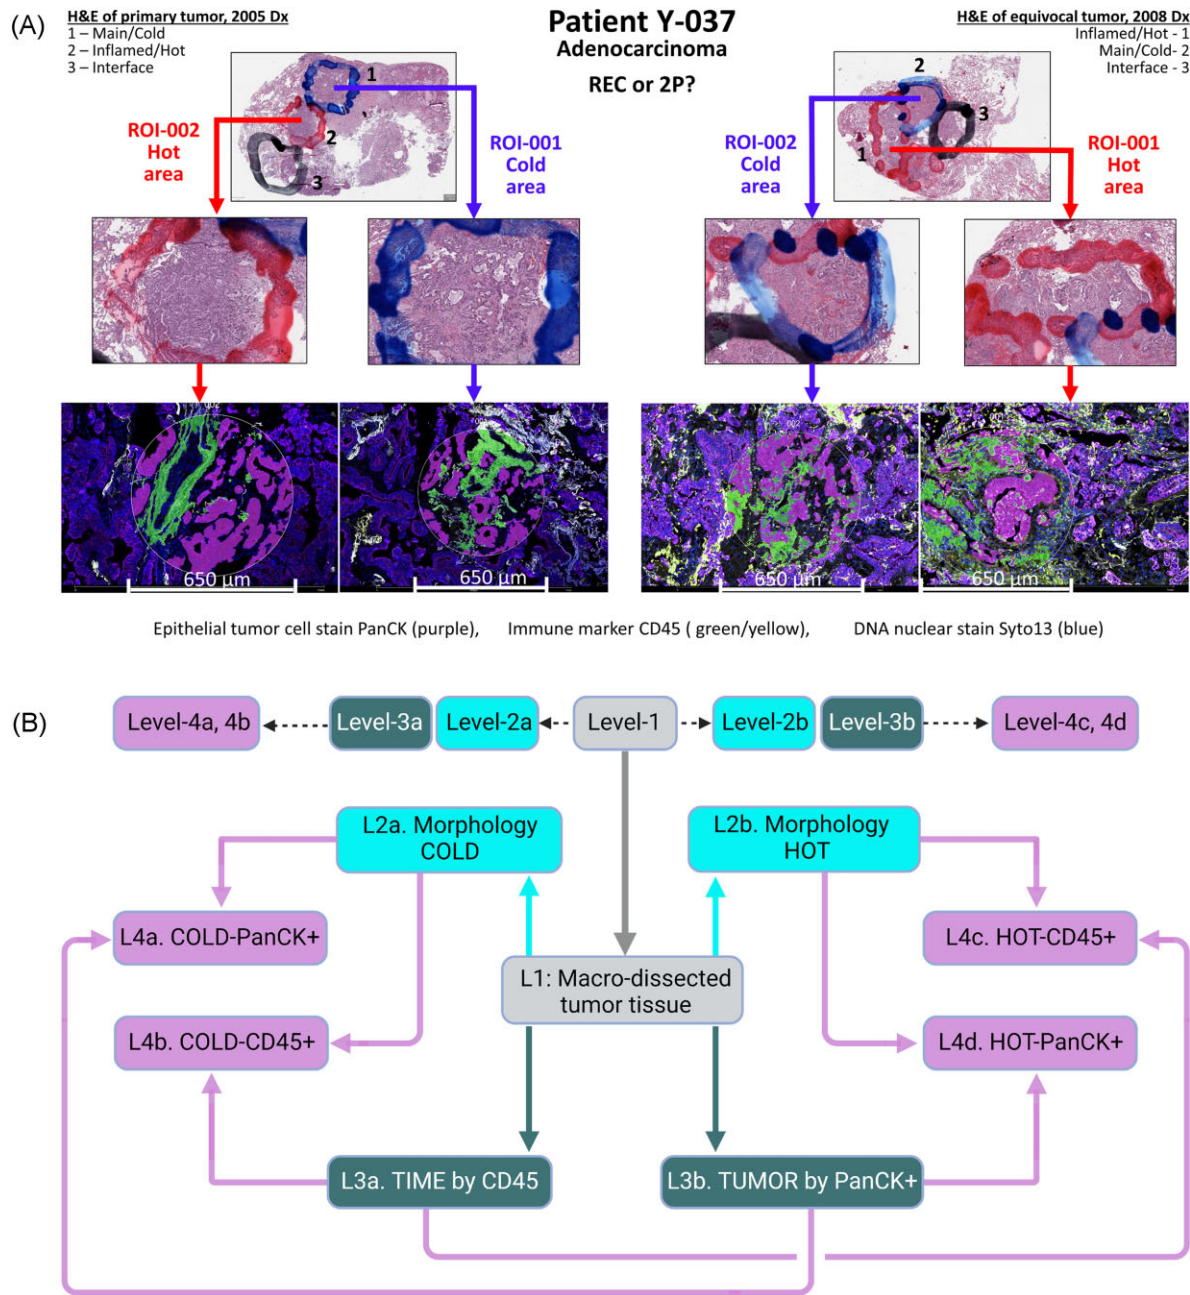 (A)
H&E of primary tumor, 2005 Dx
1 – Main/Cold
2 – Inflamed/Hot
3 – Interface
Patient Y-037
Adenocarcinoma
REC or 2P?
H&E of equivocal tumor, 2008 Dx
Inflamed/Hot - 1
Main/Cold- 2
Interface - 3
1
2
3
ROI-002
Hot
area
ROI-001
Cold
area
2
3
1
ROI-002
Cold
area
ROI-001
Hot
area
002
002
650 µm
650 µm
650 µm
650 µm
Epithelial tumor cell stain PanCK (purple), Immune marker CD45 ( green/yellow), DNA nuclear stain Syto13 (blue)
(B)
Level-4a, 4b
Level-3a
Level-2a
Level-1
Level-2b
Level-3b
Level-4c, 4d
L2a. Morphology
COLD
L2b. Morphology
HOT
L4a. COLD-PanCK+
L4c. HOT-CD45+
L1: Macro-dissected
tumor tissue
L4b. COLD-CD45+
L4d. HOT-PanCK+
L3a. TIME by CD45
L3b. TUMOR by PanCK+